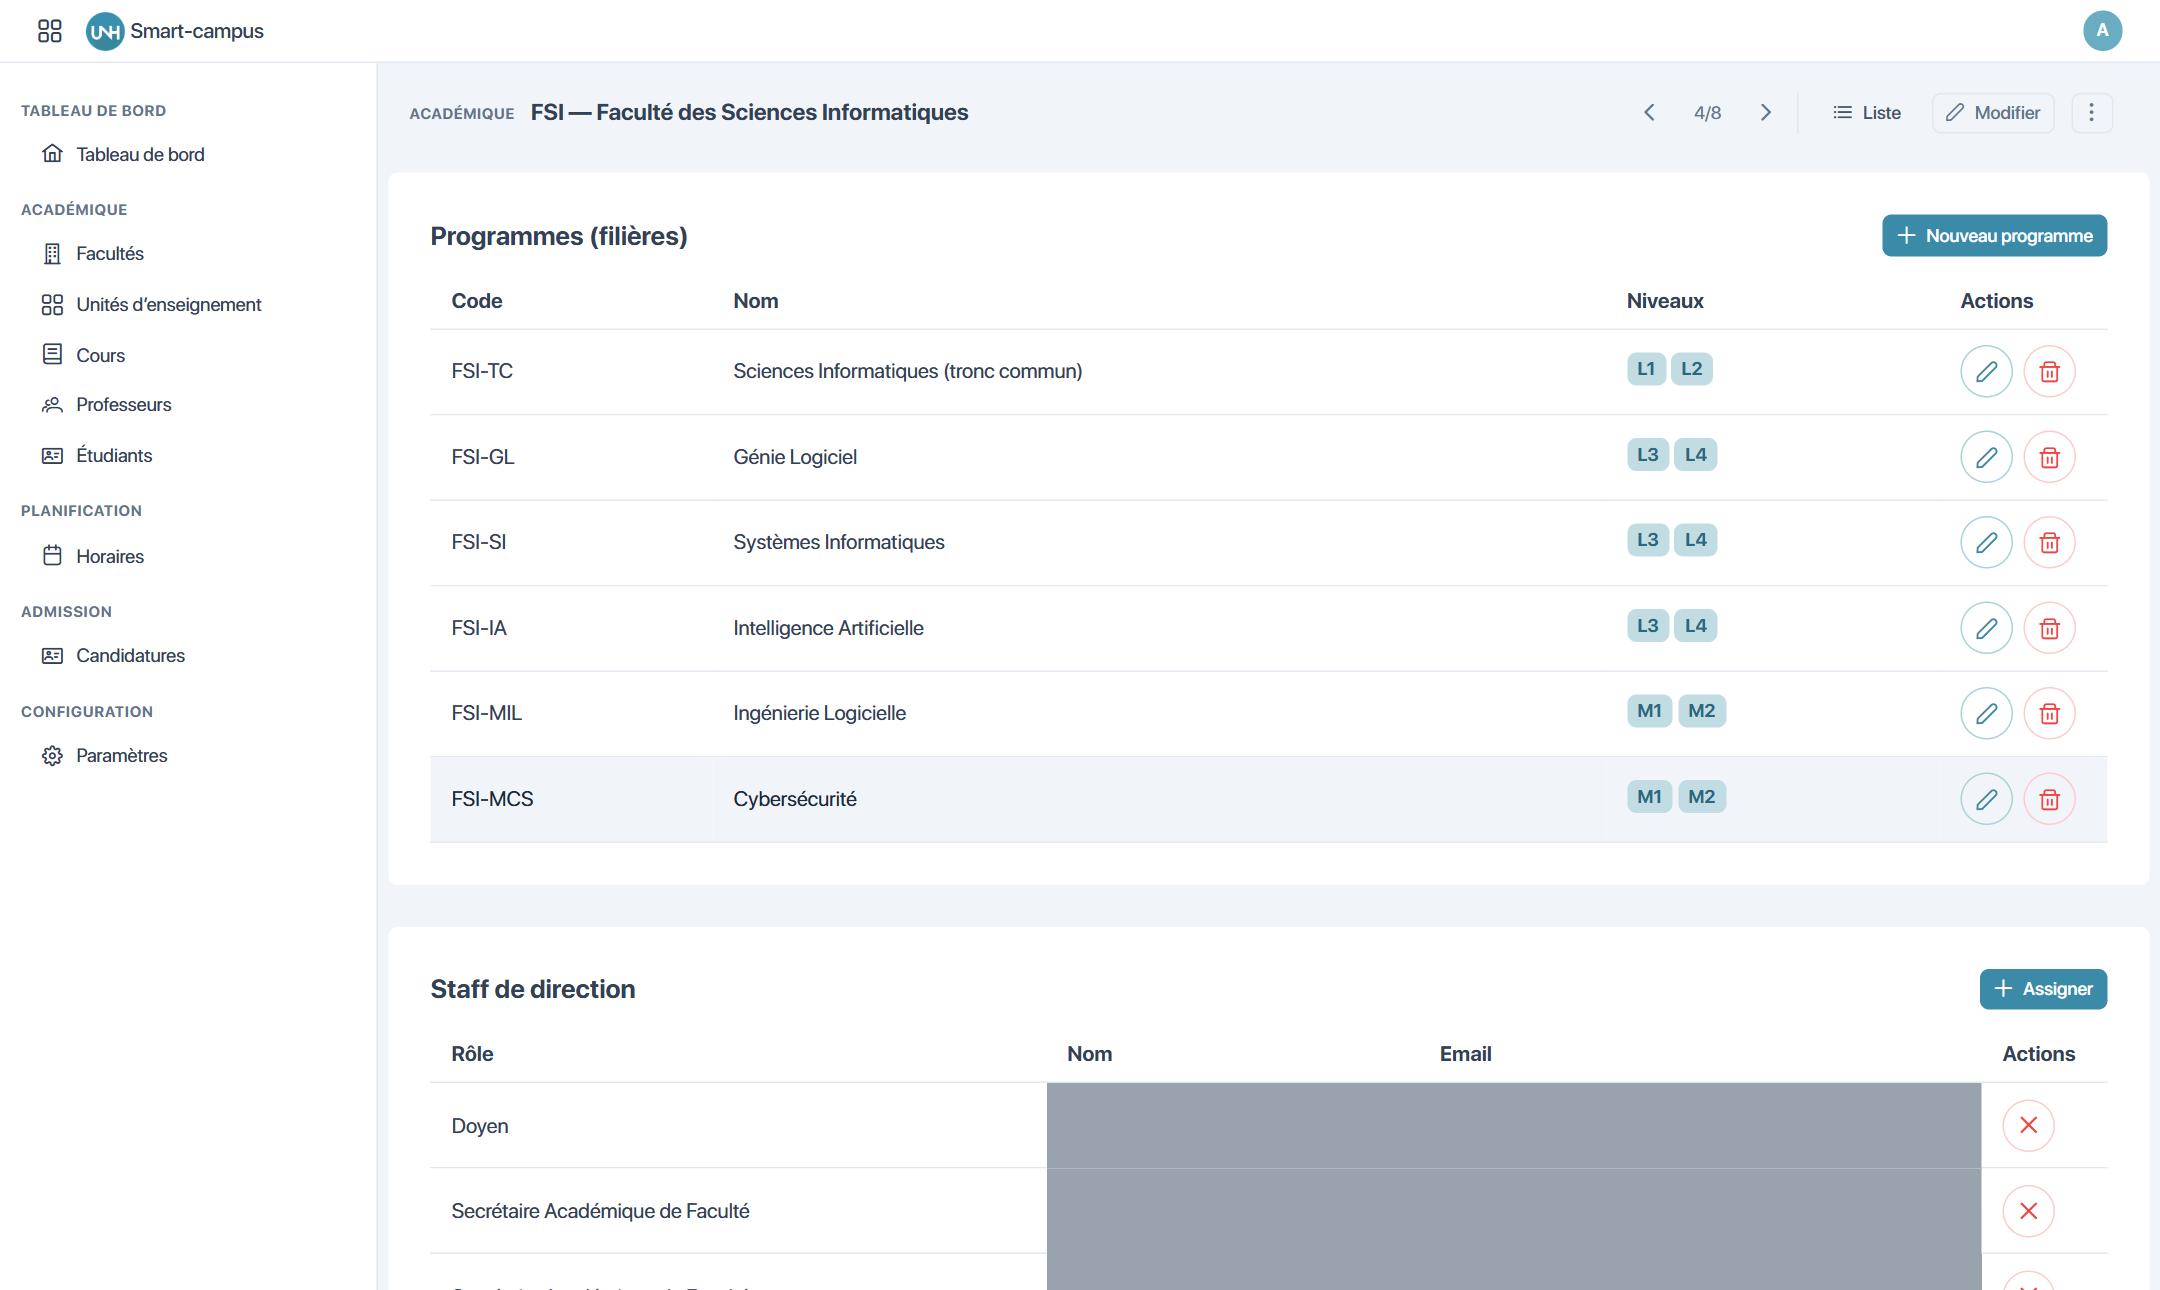 UNH Smart-campus
A
TABLEAU DE BORD
Tableau de bord
ACADÉMIQUE
Facultés
Unités d'enseignement
Cours
Professeurs
Étudiants
PLANIFICATION
Horaires
ADMISSION
Candidatures
CONFIGURATION
Paramètres
ACADÉMIQUE FSI — Faculté des Sciences Informatiques
4/8
Liste
Modifier
Programmes (filières)
Nouveau programme
Code Nom Niveaux Actions
FSI-TC Sciences Informatiques (tronc commun) L1 L2
FSI-GL Génie Logiciel L3 L4
FSI-SI Systèmes Informatiques L3 L4
FSI-IA Intelligence Artificielle L3 L4
FSI-MIL Ingénierie Logicielle M1 M2
FSI-MCS Cybersécurité M1 M2
Staff de direction
Assigner
Rôle Nom Email Actions
Doyen
Secrétaire Académique de Faculté